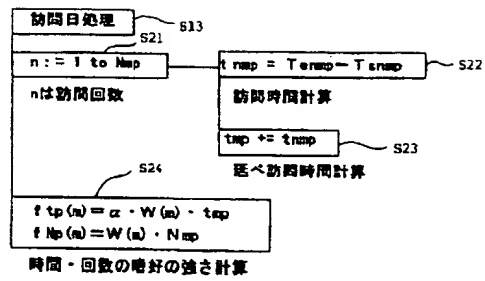 訪問日処理
S13
S21
n := 1 to Nmp
nは訪問回数
tnmp = Tenmp - Tsnmp
S22
訪問時間計算
tmp += tnmp
S23
延べ訪問時間計算
S24
ftp(m)=α・W(m)・tmp
fNp(m)=W(m)・Nmp
時間・回数の嗜好の強さ計算